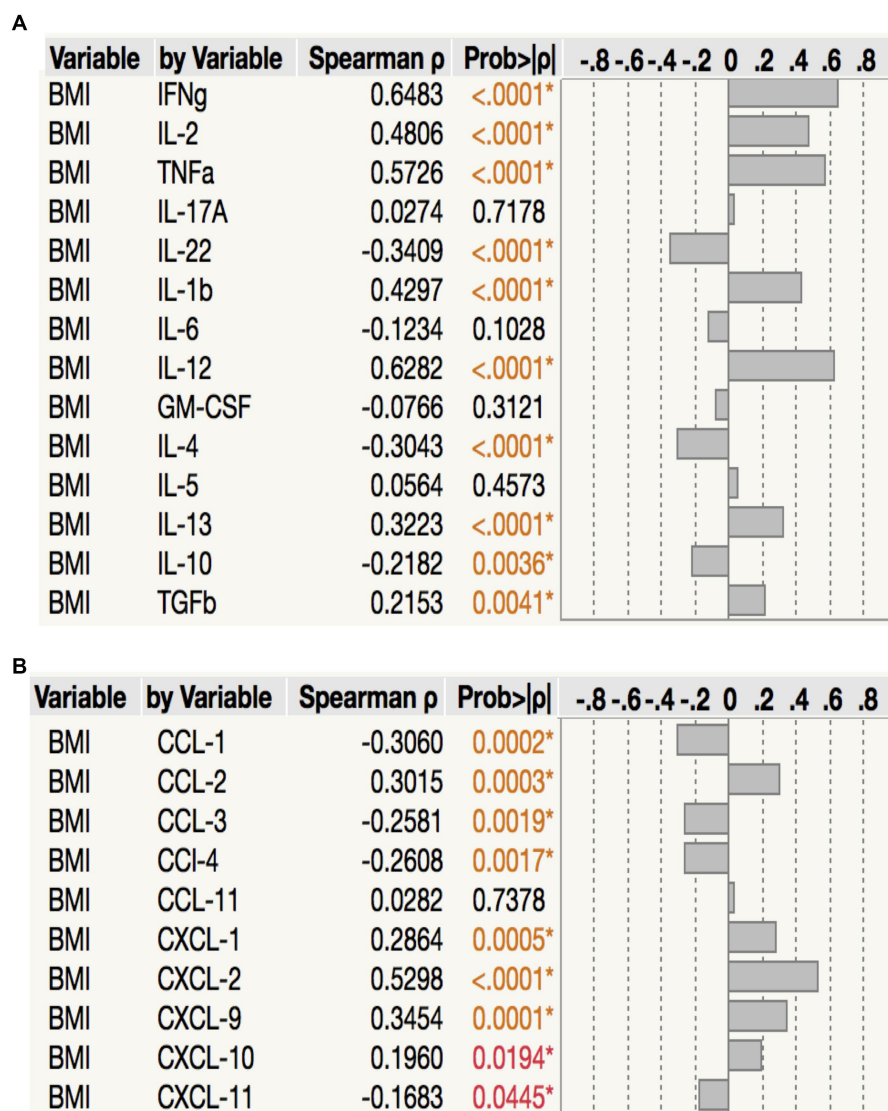 A
Variable by Variable Spearman ρ Prob>|ρ| -.8 -.6 -.4 -.2 0 .2 .4 .6 .8
BMI IFNg 0.6483 <.0001*
BMI IL-2 0.4806 <.0001*
BMI TNFa 0.5726 <.0001*
BMI IL-17A 0.0274 0.7178
BMI IL-22 -0.3409 <.0001*
BMI IL-1b 0.4297 <.0001*
BMI IL-6 -0.1234 0.1028
BMI IL-12 0.6282 <.0001*
BMI GM-CSF -0.0766 0.3121
BMI IL-4 -0.3043 <.0001*
BMI IL-5 0.0564 0.4573
BMI IL-13 0.3223 <.0001*
BMI IL-10 -0.2182 0.0036*
BMI TGFb 0.2153 0.0041*
B
Variable by Variable Spearman ρ Prob>|ρ| -.8 -.6 -.4 -.2 0 .2 .4 .6 .8
BMI CCL-1 -0.3060 0.0002*
BMI CCL-2 0.3015 0.0003*
BMI CCL-3 -0.2581 0.0019*
BMI CCl-4 -0.2608 0.0017*
BMI CCL-11 0.0282 0.7378
BMI CXCL-1 0.2864 0.0005*
BMI CXCL-2 0.5298 <.0001*
BMI CXCL-9 0.3454 0.0001*
BMI CXCL-10 0.1960 0.0194*
BMI CXCL-11 -0.1683 0.0445*